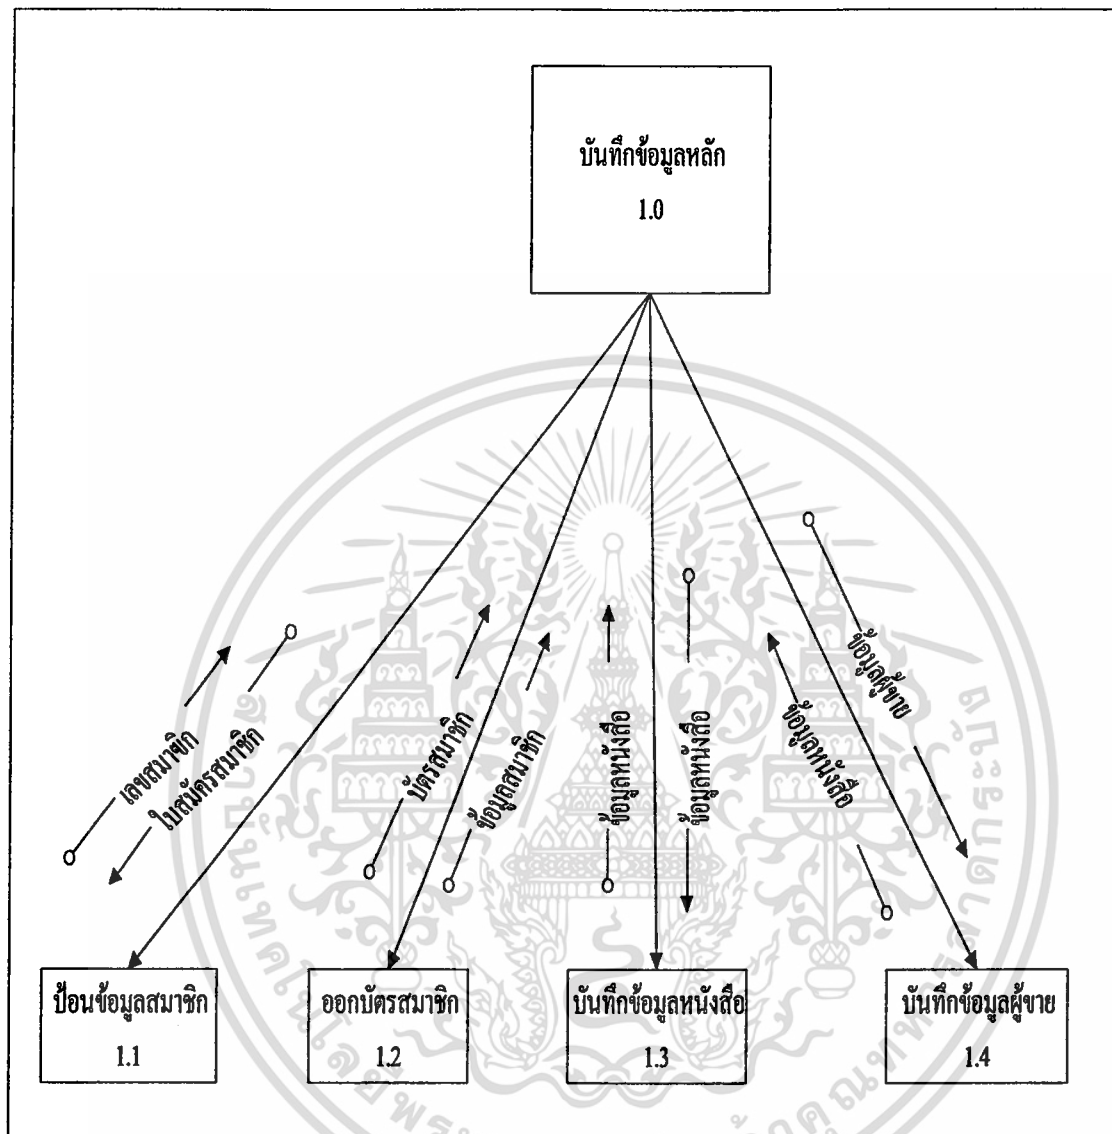 บันทึกข้อมูลหลัก
1.0
เลขสมาชิก
ใบสมัครสมาชิก
บัตรสมาชิก
ข้อมูลสมาชิก
ข้อมูลหนังสือ
ข้อมูลหนังสือ
ข้อมูลหนังสือ
ข้อมูลผู้ขาย
ป้อนข้อมูลสมาชิก
1.1
ออกบัตรสมาชิก
1.2
บันทึกข้อมูลหนังสือ
1.3
บันทึกข้อมูลผู้ขาย
1.4